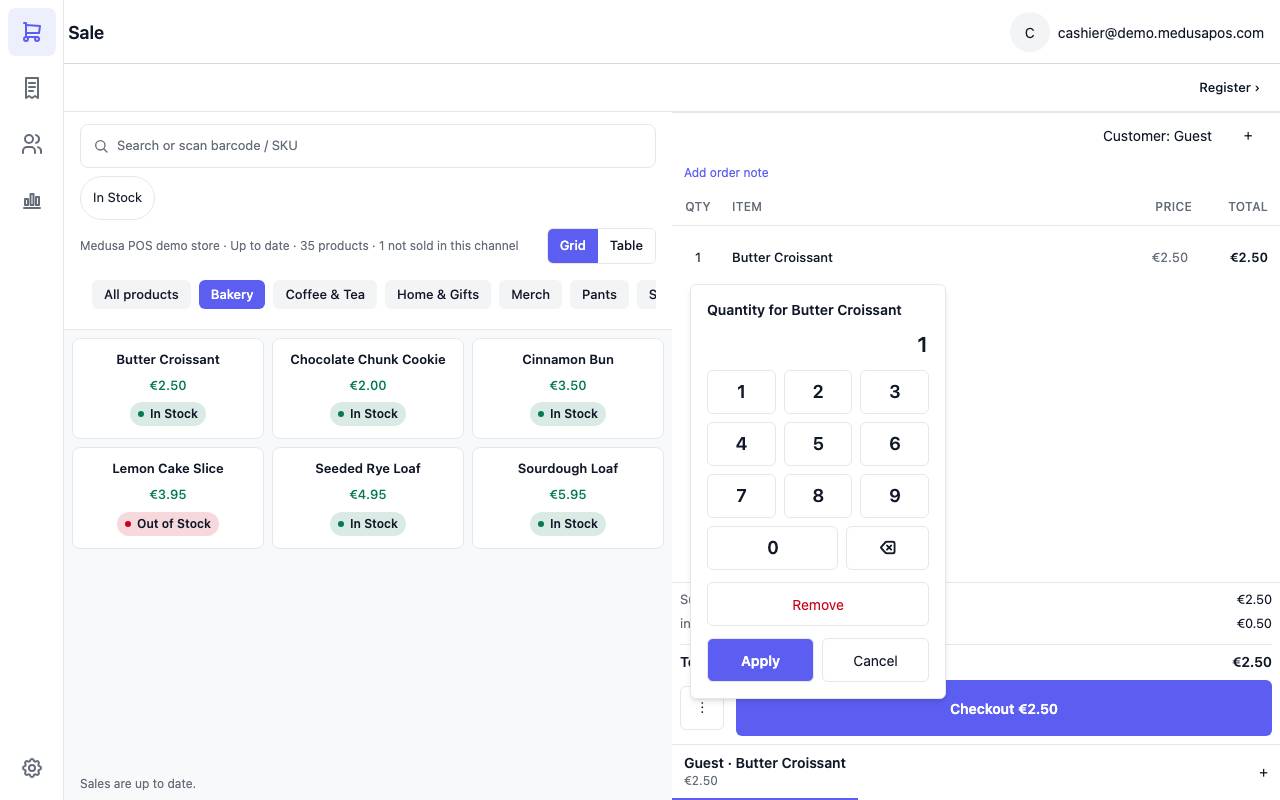 Sale
C
cashier@demo.medusapos.com
Register ›
Search or scan barcode / SKU
In Stock
Medusa POS demo store · Up to date · 35 products · 1 not sold in this channel
Grid
Table
All products
Bakery
Coffee & Tea
Home & Gifts
Merch
Pants
S
Butter Croissant
€2.50
In Stock
Chocolate Chunk Cookie
€2.00
In Stock
Cinnamon Bun
€3.50
In Stock
Lemon Cake Slice
€3.95
Out of Stock
Seeded Rye Loaf
€4.95
In Stock
Sourdough Loaf
€5.95
In Stock
Sales are up to date.
Customer: Guest
+
Add order note
QTY ITEM PRICE TOTAL
1 Butter Croissant €2.50 €2.50
Quantity for Butter Croissant
1
1 2 3
4 5 6
7 8 9
0
Remove
Apply
Cancel
€2.50
€0.50
€2.50
Checkout €2.50
Guest · Butter Croissant
€2.50
+